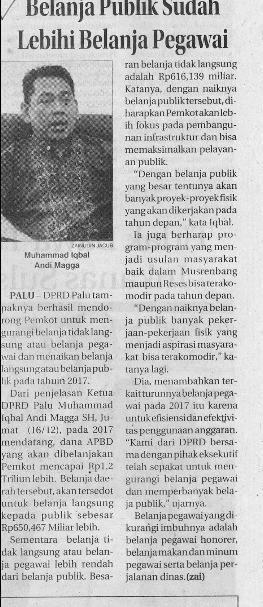 Belanja Publik Sudah
Lebihi Belanja Pegawai
ZAINUDIN JACUB
Muhammad Iqbal
Andi Magga
PALU – DPRD Palu tam-
paknya berhasil mendo-
rong Pemkot untuk men-
gurangi belanja tidak lang-
sung atau belanja pega-
wai dan menaikan belanja
langsung atau belanja pub-
lik pada tahuin 2017.
Dari penjelasan Ketua
DPRD Palu Muhammad
Iqbal Andi Magga SH, Ju-
mat (16/12), pada 2017
mendatang, dana APBD
yang akan dibelanjakan
Pemkot mencapai Rp1,2
Triliun lebih. Belanja dae-
rah tersebut, akan tersedot
untuk belanja langsung
kepada publik sebesar
Rp650,467 Miliar lebih.
Sementara belanja ti-
dak langsung atau belan-
ja pegawai lebih rendah
dari belanja publik. Besa-
ran belanja tidak langsung
adalah Rp616,139 miliar.
Katanya, dengan naiknya
belanja publik tersebut, di-
harapkan Pemkot akan leb-
ih fokus pada pembangu-
nan infrastruktur dan bisa
memaksimalkan pelayan-
an publik.
"Dengan belanja publik
yang besar tentunya akan
banyak proyek-proyek fisik
yang akan dikerjakan pada
tahun depan," kata Iqbal.
Ia juga berharap pro-
gram-program yang men-
jadi usulan masyarakat
baik dalam Musrenbang
maupun Reses bisa terako-
modir pada tahun depan.
"Dengan naiknya belan-
ja publik banyak peker-
jaan-pekerjaan fisik yang
menjadi aspirasi masyara-
kat bisa terakomodir," ka-
tanya lagi.
Dia, menambahkan ter-
kait turunnya belanja pega-
wai pada 2017 itu karena
untuk efisiensi dan efektivi-
tas penggunaan anggaran.
"Kami dari DPRD bersa-
ma dengan pihak eksekutif
telah sepakat untuk men-
gurangi belanja pegawai
dan memperbanyak bela-
ja publik," ujarnya.
Belanja pegawai yang di-
kurangi imbuhnya adalah
belanja pegawai honorer,
belanja makan dan minum
pegawai serta belanja per-
jalanan dinas.(zai)